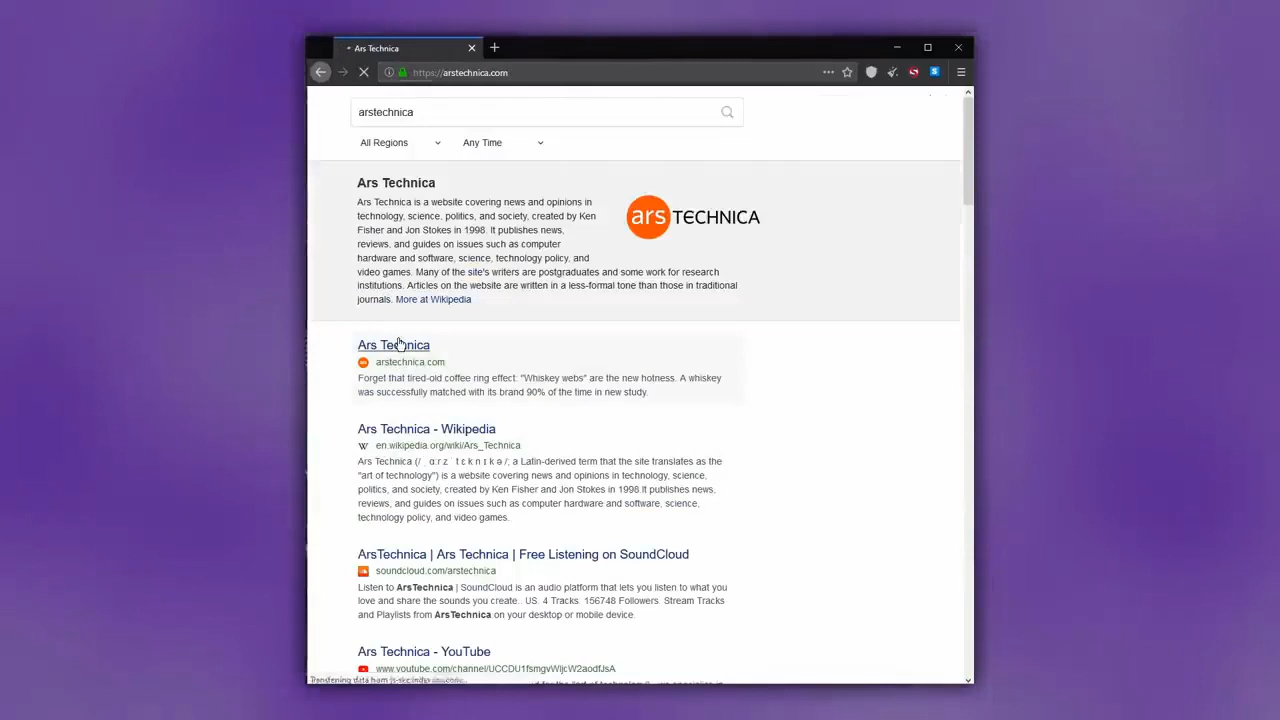 Ars Technica
https://arstechnica.com
arstechnica
All Regions
Any Time
Ars Technica
Ars Technica is a website covering news and opinions in
technology, science, politics, and society, created by Ken
Fisher and Jon Stokes in 1998. It publishes news,
reviews, and guides on issues such as computer
hardware and software, science, technology policy, and
video games. Many of the site's writers are postgraduates and some work for research
institutions. Articles on the website are written in a less-formal tone than those in traditional
journals. More at Wikipedia
ars TECHNICA
Ars Technica
arstechnica.com
Forget that tired-old coffee ring effect: "Whiskey webs" are the new hotness. A whiskey
was successfully matched with its brand 90% of the time in new study.
Ars Technica - Wikipedia
W en.wikipedia.org/wiki/Ars_Technica
Ars Technica (/ ˌ ɑːr z ˈ t ɛ k n ɪ k ə /; a Latin-derived term that the site translates as the
"art of technology") is a website covering news and opinions in technology, science,
politics, and society, created by Ken Fisher and Jon Stokes in 1998.It publishes news,
reviews, and guides on issues such as computer hardware and software, science,
technology policy, and video games.
ArsTechnica | Ars Technica | Free Listening on SoundCloud
soundcloud.com/arstechnica
Listen to ArsTechnica | SoundCloud is an audio platform that lets you listen to what you
love and share the sounds you create.. US. 4 Tracks. 156748 Followers. Stream Tracks
and Playlists from ArsTechnica on your desktop or mobile device.
Ars Technica - YouTube